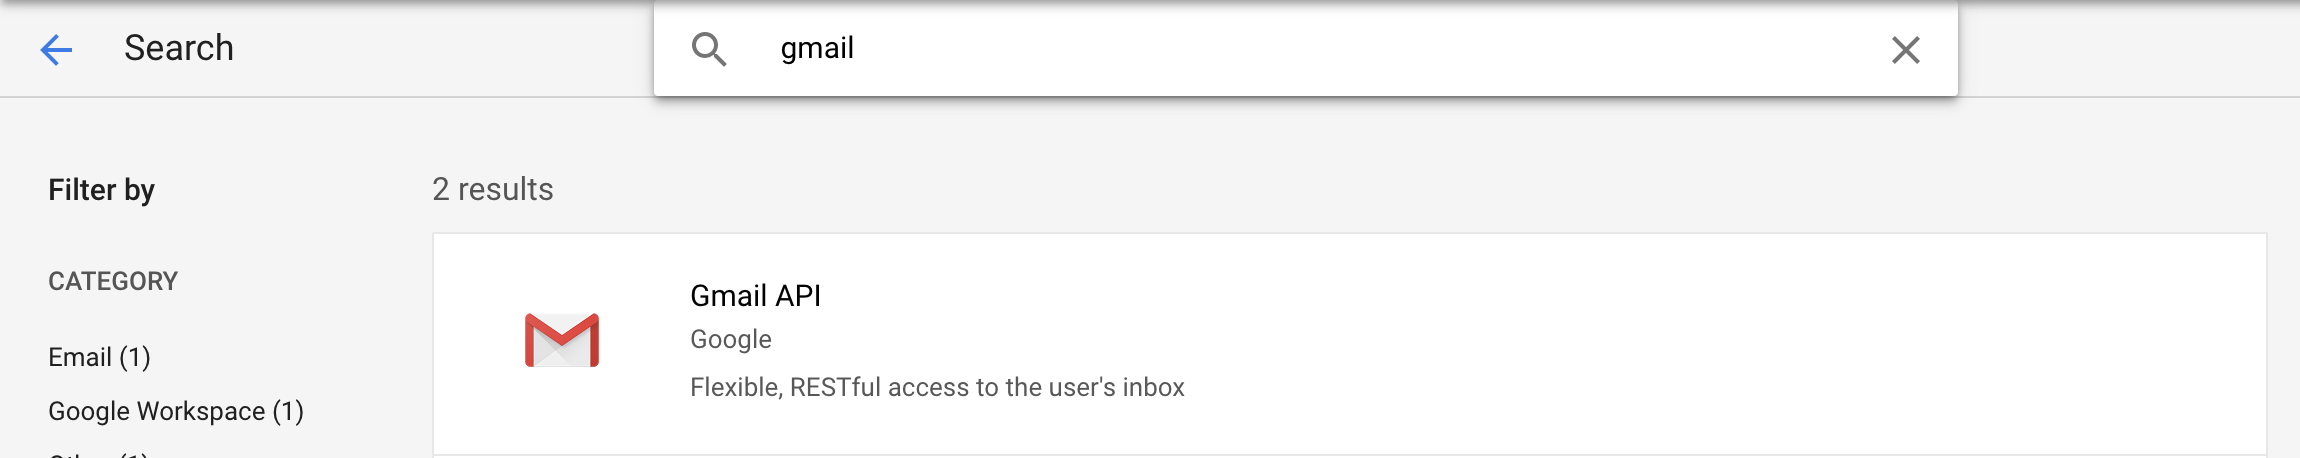 Search
gmail
Filter by
2 results
CATEGORY
Gmail API
Google
Flexible, RESTful access to the user's inbox
Email (1)
Google Workspace (1)